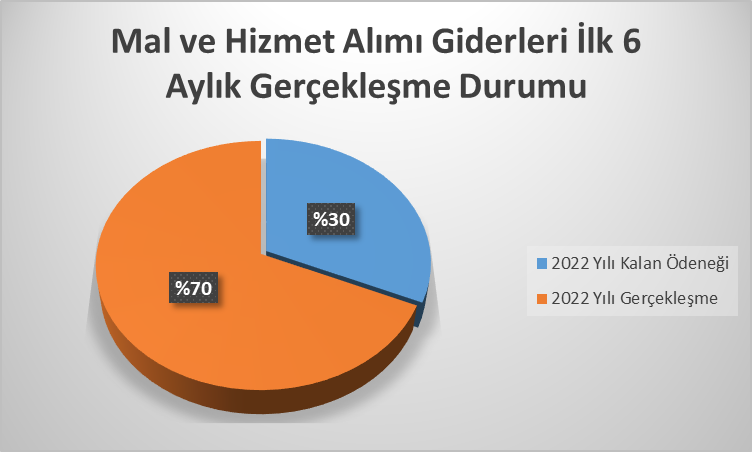 Mal ve Hizmet Alımı Giderleri İlk 6
Aylık Gerçekleşme Durumu
%30
%70
2022 Yılı Kalan Ödeneği
2022 Yılı Gerçekleşme